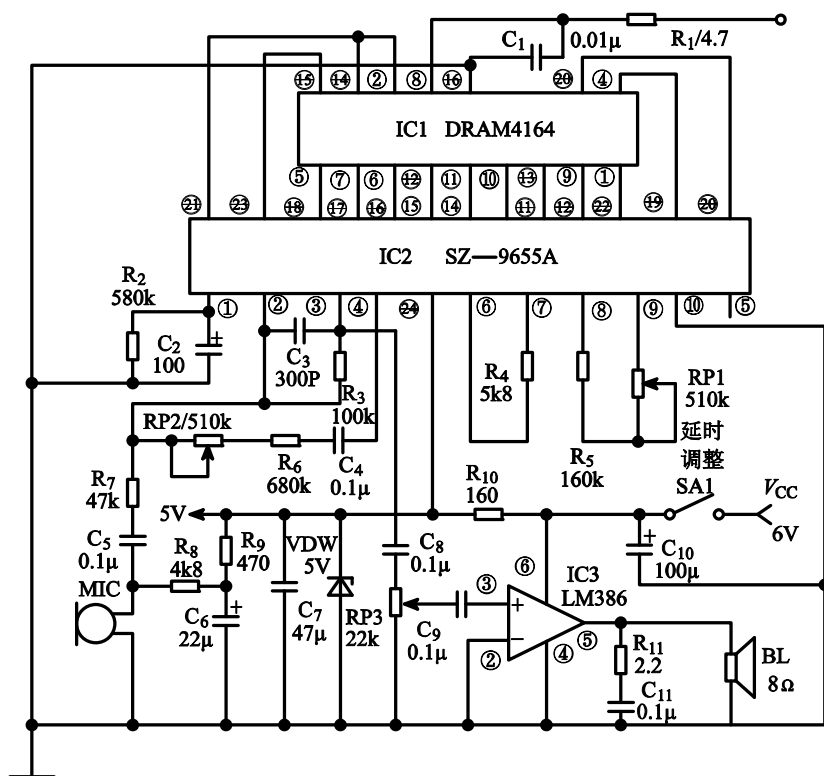 C₁ 0.01μ R₁/4.7
⑮ ⑭ ② ⑧ ⑯ ⑳ ④
IC1 DRAM4164
⑤ ⑦ ⑥ ⑫ ⑪ ⑩ ⑬ ⑨ ①
㉑ ㉓ ⑱ ⑰ ⑯ ⑮ ⑭ ⑪ ⑫ ㉒ ⑲ ⑳
IC2 SZ—9655A
① ② ③ ④ ㉔ ⑥ ⑦ ⑧ ⑨ ⑩ ⑤
R₂
580k
C₂
100
+
C₃
300P
R₃
100k
R₄
5k8
R₅
160k
RP1
510k
延时
调整
RP2/510k
R₆
680k
C₄
0.1μ
R₇
47k
R₁₀
160
SA1
V_CC
6V
5V
C₅
0.1μ
R₈
4k8
R₉
470
VDW
5V
C₈
0.1μ
+
C₁₀
100μ
MIC
C₆
22μ
+
C₇
47μ
RP3
22k
C₉
0.1μ
③ ⑥ ② ④ ⑤
+
−
IC3
LM386
R₁₁
2.2
C₁₁
0.1μ
BL
8Ω